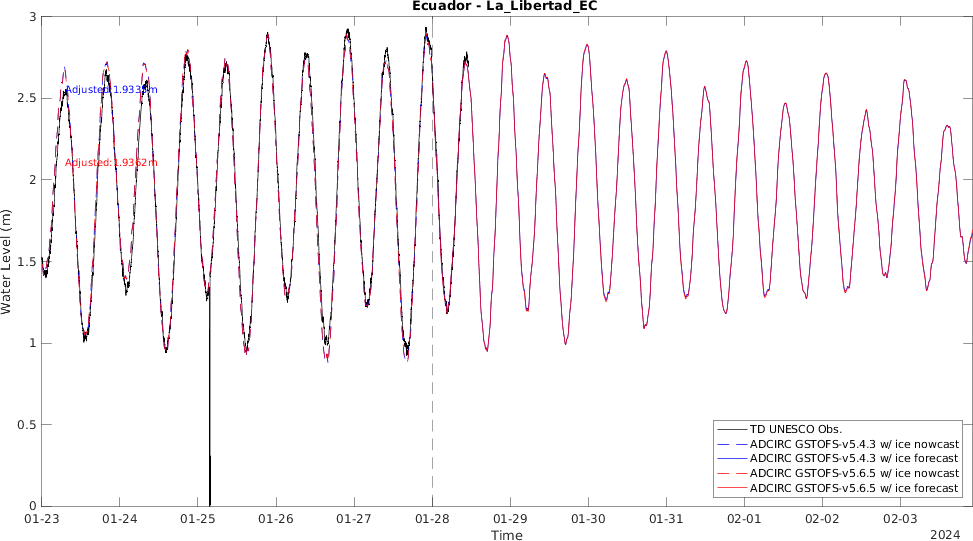 Ecuador - La_Libertad_EC
3
2.5
2
1.5
1
0.5
0
Water Level (m)
Adjusted:1.9362m
TD UNESCO Obs.
ADCIRC GSTOFS-v5.4.3 w/ ice nowcast
ADCIRC GSTOFS-v5.4.3 w/ ice forecast
ADCIRC GSTOFS-v5.6.5 w/ ice nowcast
ADCIRC GSTOFS-v5.6.5 w/ ice forecast
01-23 01-24 01-25 01-26 01-27 01-28 01-29 01-30 01-31 02-01 02-02 02-03
Time
2024